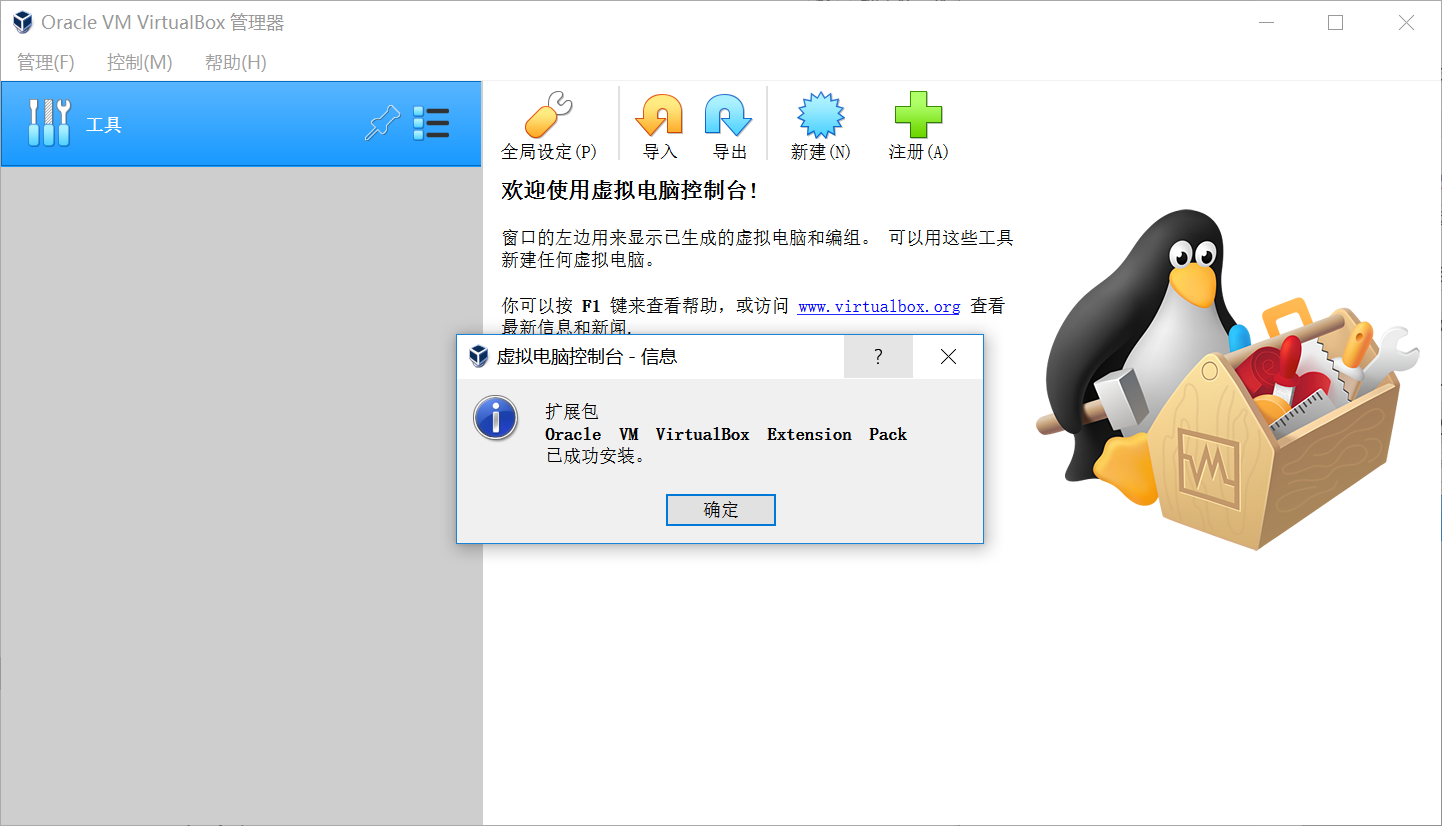 Oracle VM VirtualBox 管理器
管理(F) 控制(M) 帮助(H)
工具
全局设定(P) 导入 导出 新建(N) 注册(A)
欢迎使用虚拟电脑控制台!
窗口的左边用来显示已生成的虚拟电脑和编组。 可以用这些工具
新建任何虚拟电脑。
你可以按 F1 键来查看帮助，或访问 www.virtualbox.org 查看
最新信息和新闻.
虚拟电脑控制台 - 信息
?
扩展包
Oracle VM VirtualBox Extension Pack
已成功安装。
确定